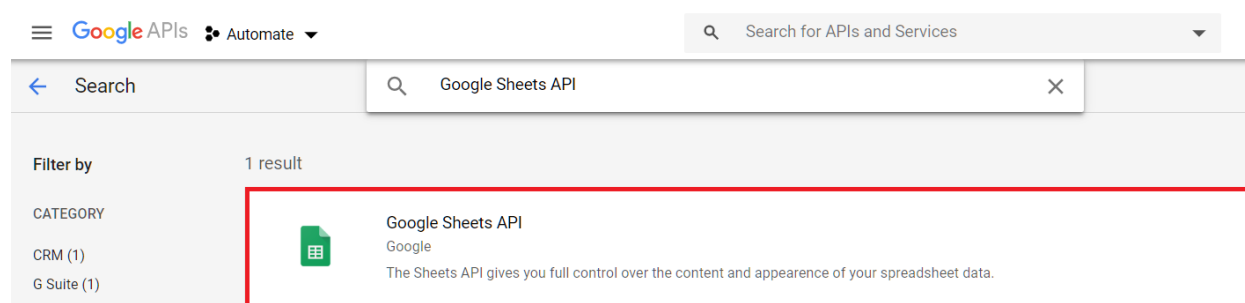 Google APIs Automate Search for APIs and Services
Search Google Sheets API
Filter by 1 result
CATEGORY
CRM (1)
G Suite (1)
Google Sheets API
Google
The Sheets API gives you full control over the content and appearence of your spreadsheet data.